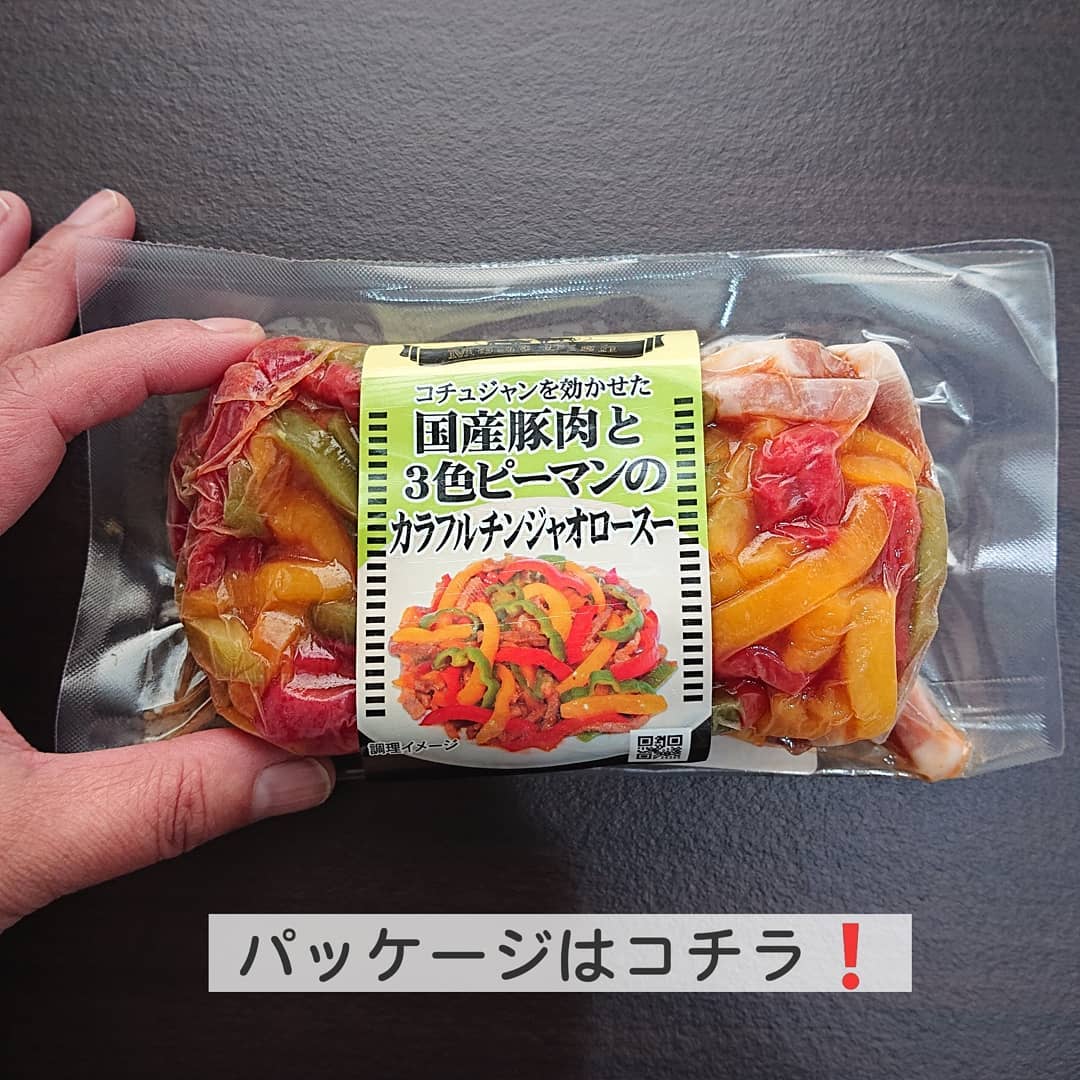 コチュジャンを効かせた
国産豚肉と
3色ピーマンの
カラフルチンジャオロースー
調理イメージ
パッケージはコチラ❗